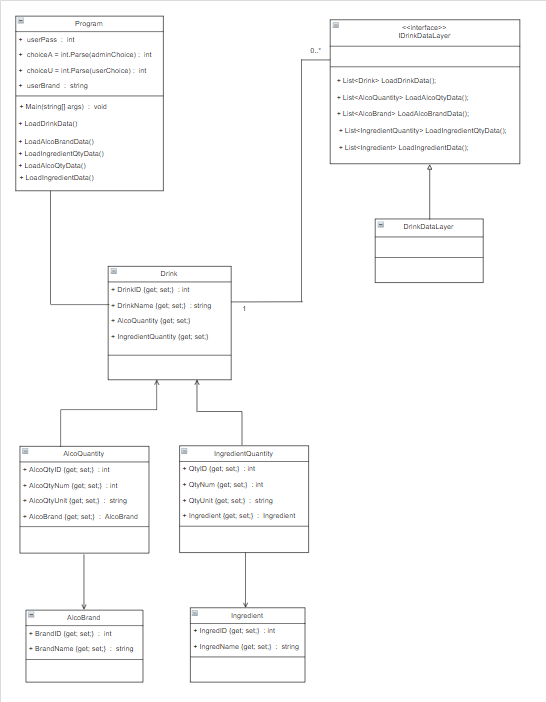 Program
+ userPass : int
+ choiceA = int.Parse(adminChoice) : int
+ choiceU = int.Parse(userChoice) : int
+ userBrand : string
+ Main(string[] args) : void
+ LoadDrinkData()
+ LoadAlcoBrandData()
+ LoadIngredientQtyData()
+ LoadAlcoQtyData()
+ LoadIngredientData()
<<interface>>
IDrinkDataLayer
+ List<Drink> LoadDrinkData();
+ List<AlcoQuantity> LoadAlcoQtyData();
+ List<AlcoBrand> LoadAlcoBrandData();
+ List<IngredientQuantity> LoadIngredientQtyData();
+ List<Ingredient> LoadIngredientData();
0..*
DrinkDataLayer
Drink
+ DrinkID {get; set;} : int
+ DrinkName {get; set;} : string
+ AlcoQuantity {get; set;}
+ IngredientQuantity {get; set;}
1
AlcoQuantity
+ AlcoQtyID {get; set;} : int
+ AlcoQtyNum {get; set;} : int
+ AlcoQtyUnit {get; set;} : string
+ AlcoBrand {get; set;} : AlcoBrand
IngredientQuantity
+ QtyID {get; set;} : int
+ QtyNum {get; set;} : int
+ QtyUnit {get; set;} : string
+ Ingredient {get; set;} : Ingredient
AlcoBrand
+ BrandID {get; set;} : int
+ BrandName {get; set;} : string
Ingredient
+ IngredID {get; set;} : int
+ IngredName {get; set;} : string